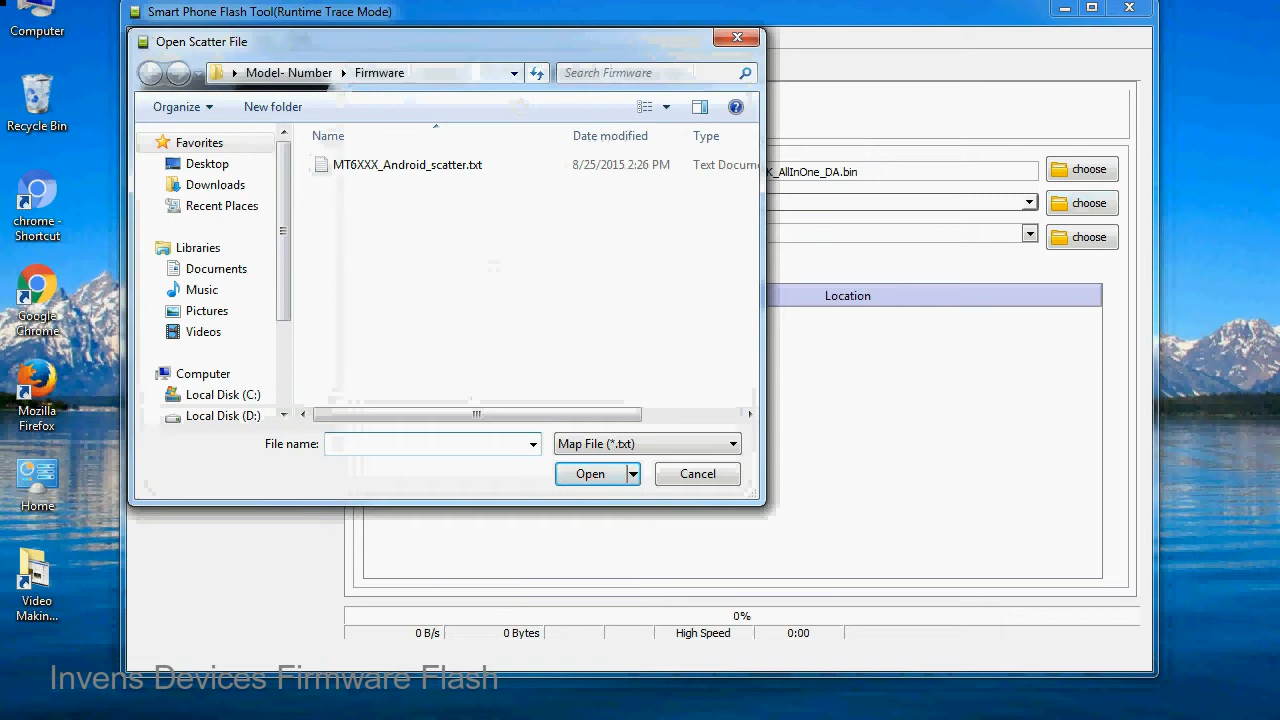 Computer
Recycle Bin
chrome -
Shortcut
Google
Chrome
Mozilla
Firefox
Home
Video
Makin...
Smart Phone Flash Tool(Runtime Trace Mode)
Open Scatter File
Model- Number
Firmware
Search Firmware
Organize
New folder
Favorites
Desktop
Downloads
Recent Places
Libraries
Documents
Music
Pictures
Videos
Computer
Local Disk (C:)
Local Disk (D:)
Name Date modified Type
MT6XXX_Android_scatter.txt 8/25/2015 2:26 PM Text Docum
File name:
Map File (*.txt)
Open
Cancel
K_AllInOne_DA.bin
choose
choose
choose
Location
0%
0 B/s 0 Bytes High Speed 0:00
Invens Devices Firmware Flash